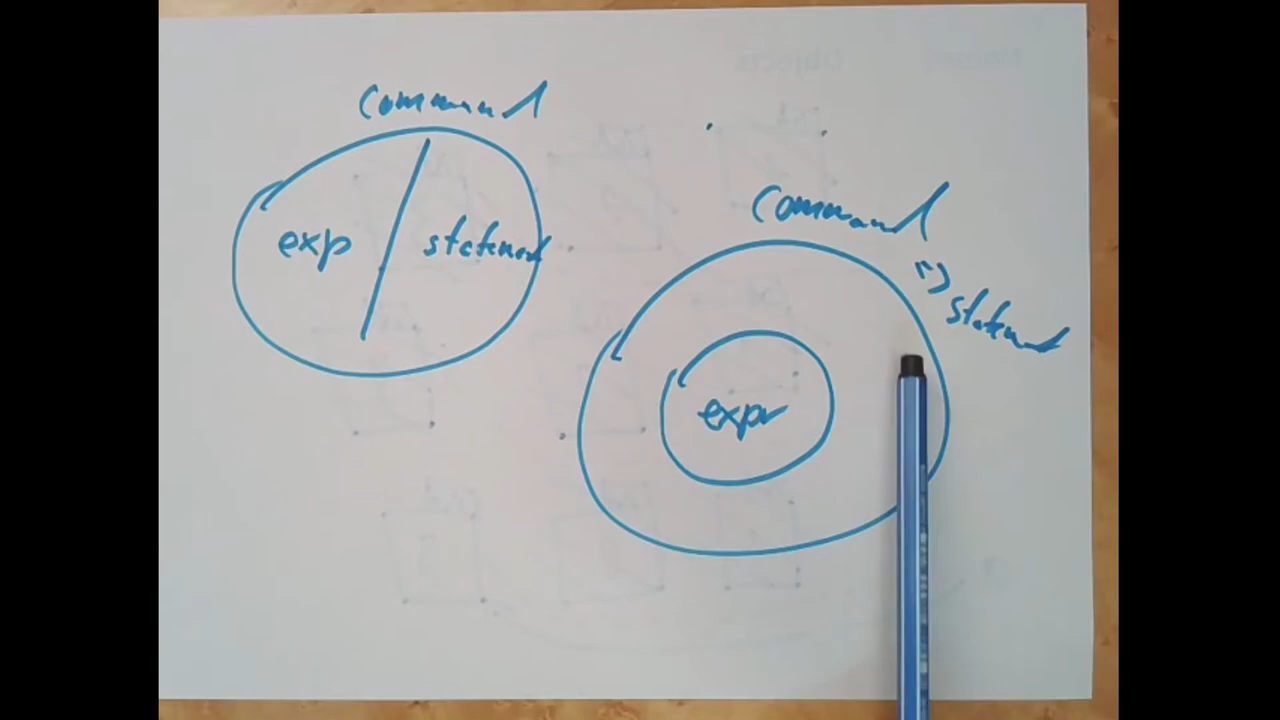 command
exp
statement
command
<=>
statement
expr